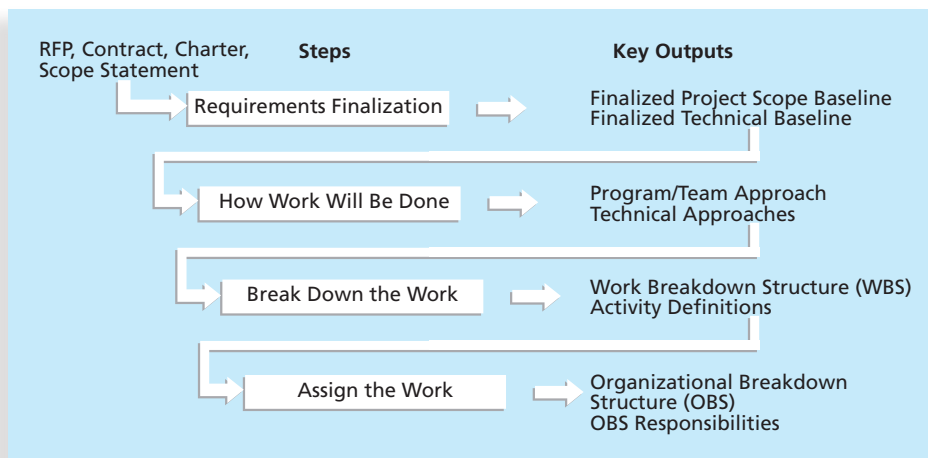 RFP, Contract, Charter,
Scope Statement
Steps
Key Outputs
Requirements Finalization
Finalized Project Scope Baseline
Finalized Technical Baseline
How Work Will Be Done
Program/Team Approach
Technical Approaches
Break Down the Work
Work Breakdown Structure (WBS)
Activity Definitions
Assign the Work
Organizational Breakdown
Structure (OBS)
OBS Responsibilities